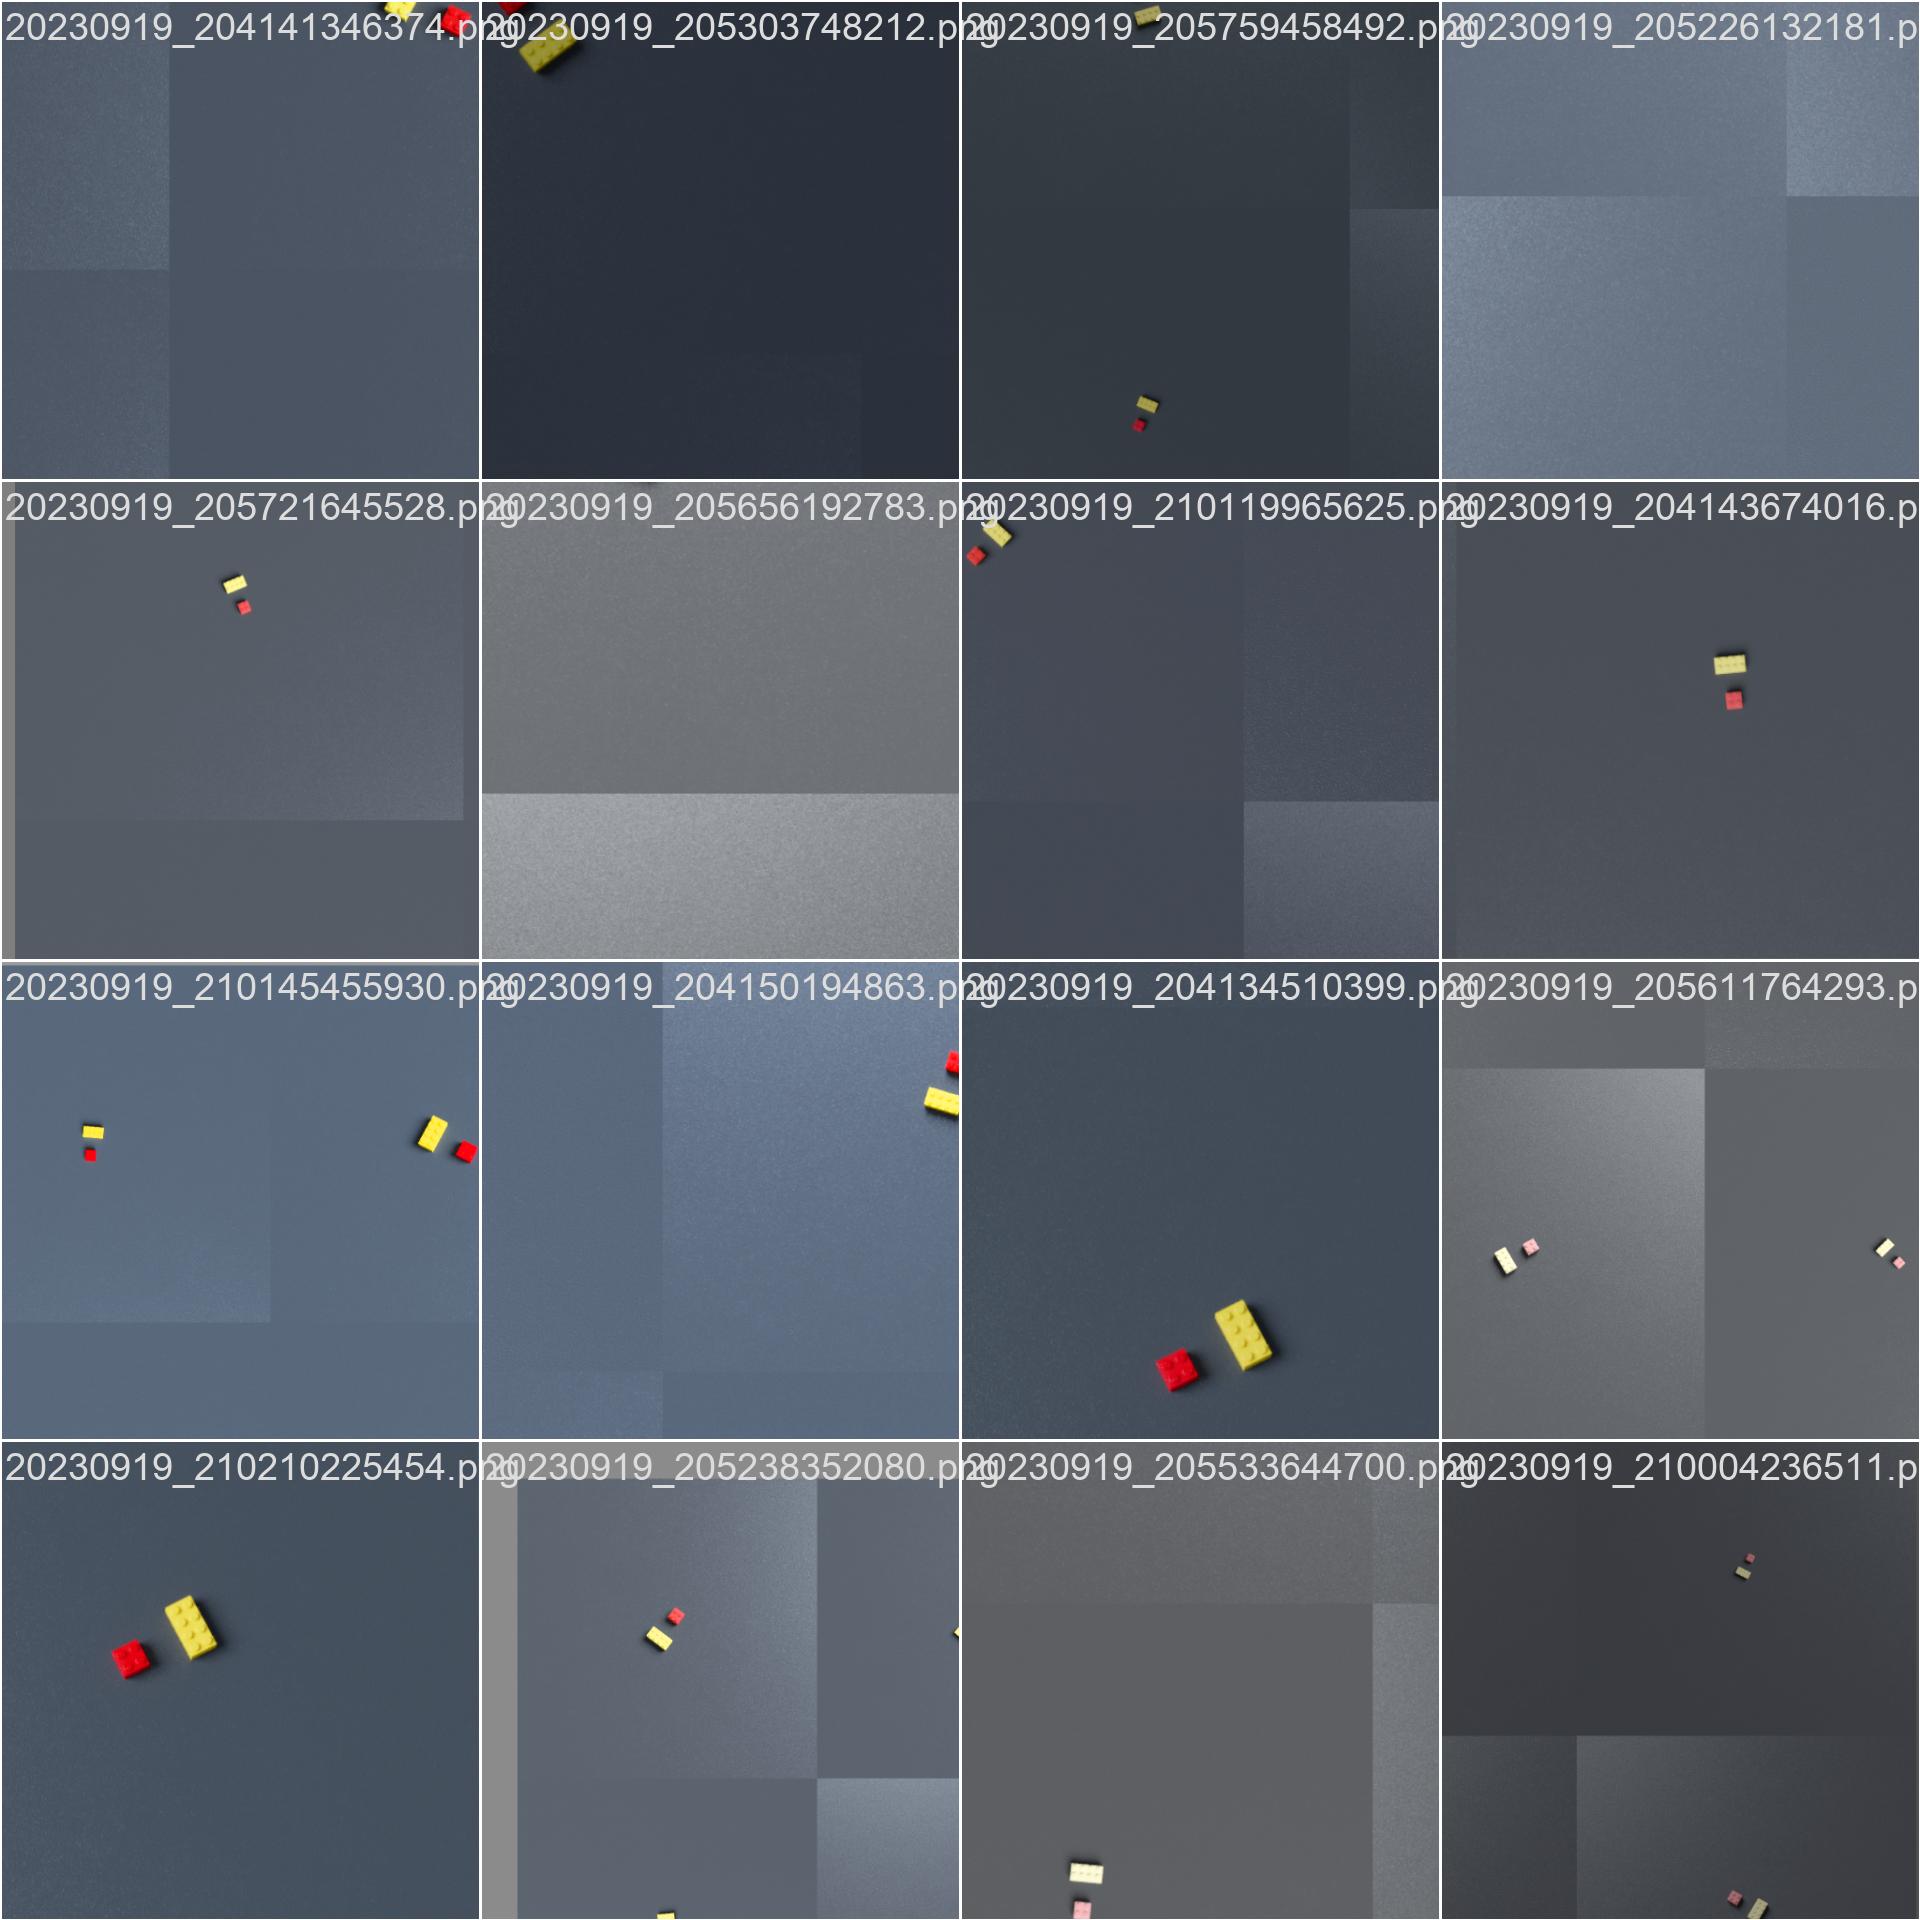 20230919_204141346374.png
20230919_205303748212.png
20230919_205759458492.png
20230919_205226132181.p
20230919_205721645528.png
20230919_205656192783.png
20230919_210119965625.png
20230919_204143674016.p
20230919_210145455930.png
20230919_204150194863.png
20230919_204134510399.png
20230919_205611764293.p
20230919_210210225454.png
20230919_205238352080.png
20230919_205533644700.png
20230919_210004236511.p